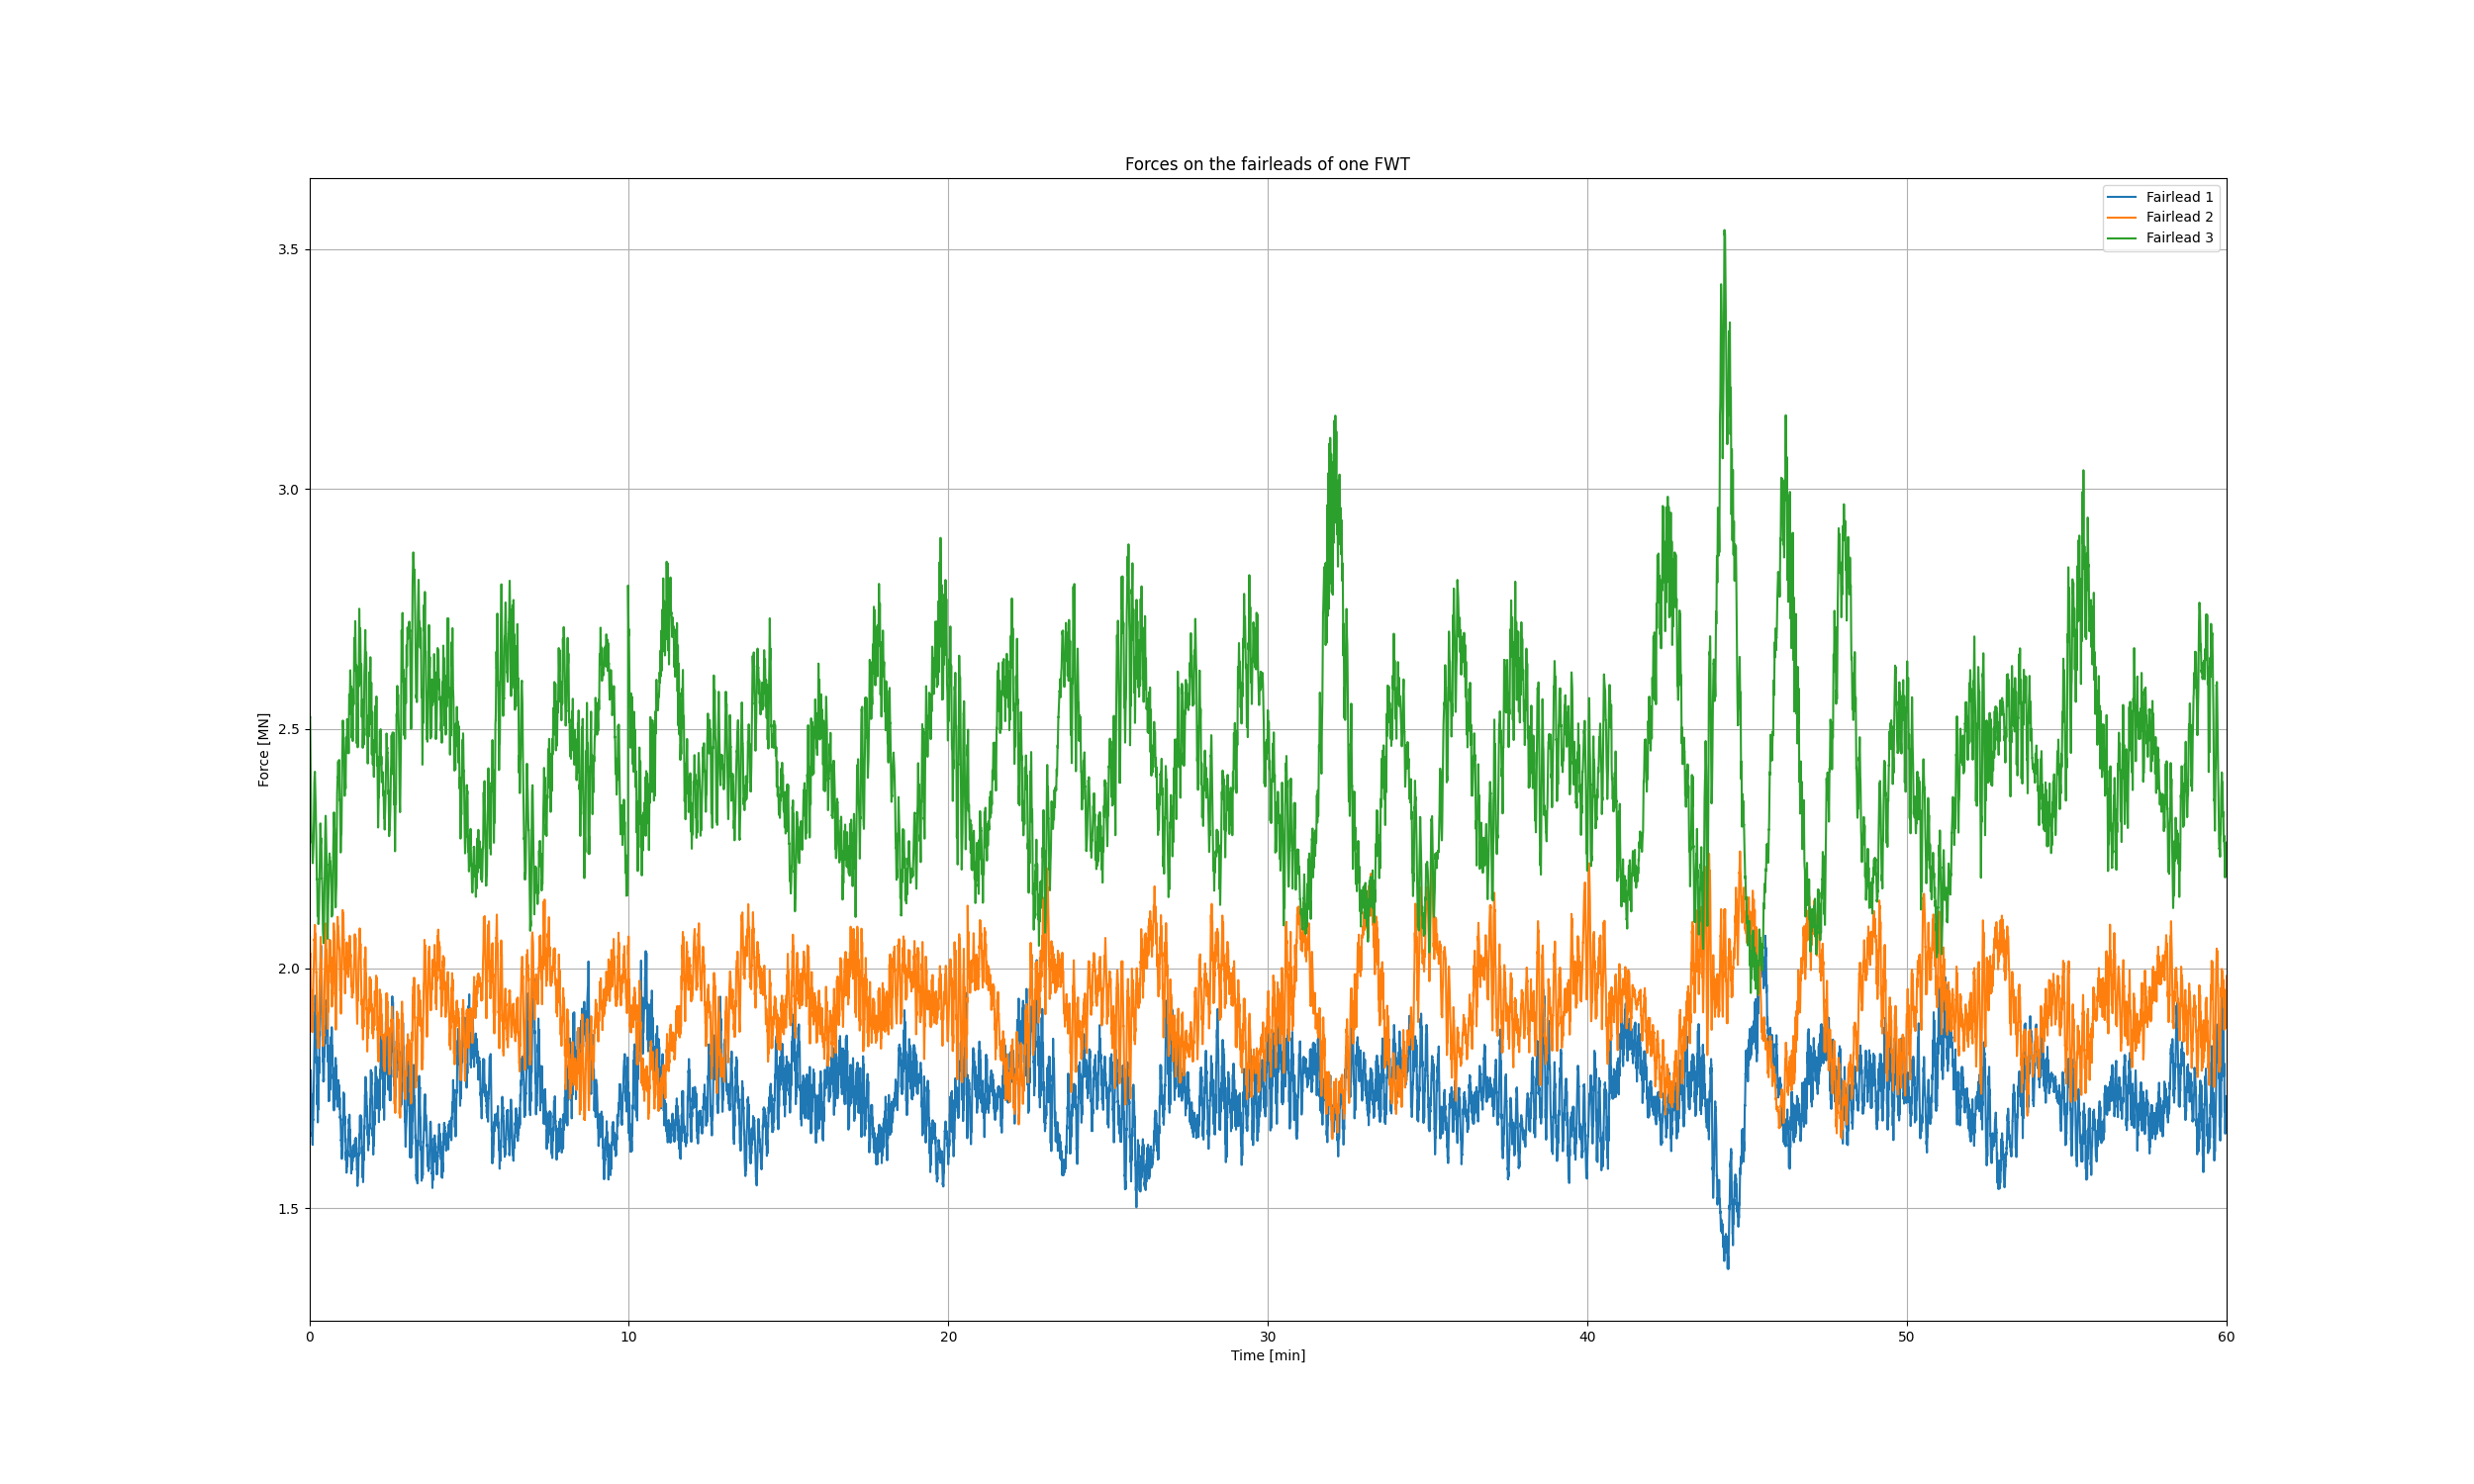 Forces on the fairleads of one FWT
Fairlead 1
Fairlead 2
Fairlead 3
Force [MN]
3.5
3.0
2.5
2.0
1.5
0 10 20 30 40 50 60
Time [min]